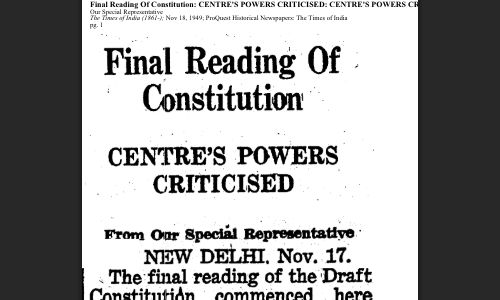 Final Reading Of Constitution: CENTRE'S POWERS CRITICISED: CENTRE'S POWERS CR
Our Special Representative
The Times of India (1861-); Nov 18, 1949; ProQuest Historical Newspapers: The Times of India
pg. 1
Final Reading Of
Constitution
CENTRE'S POWERS
CRITICISED
From Our Special Representative
NEW DELHI, Nov. 17.
The final reading of the Draft
Constitution commenced here